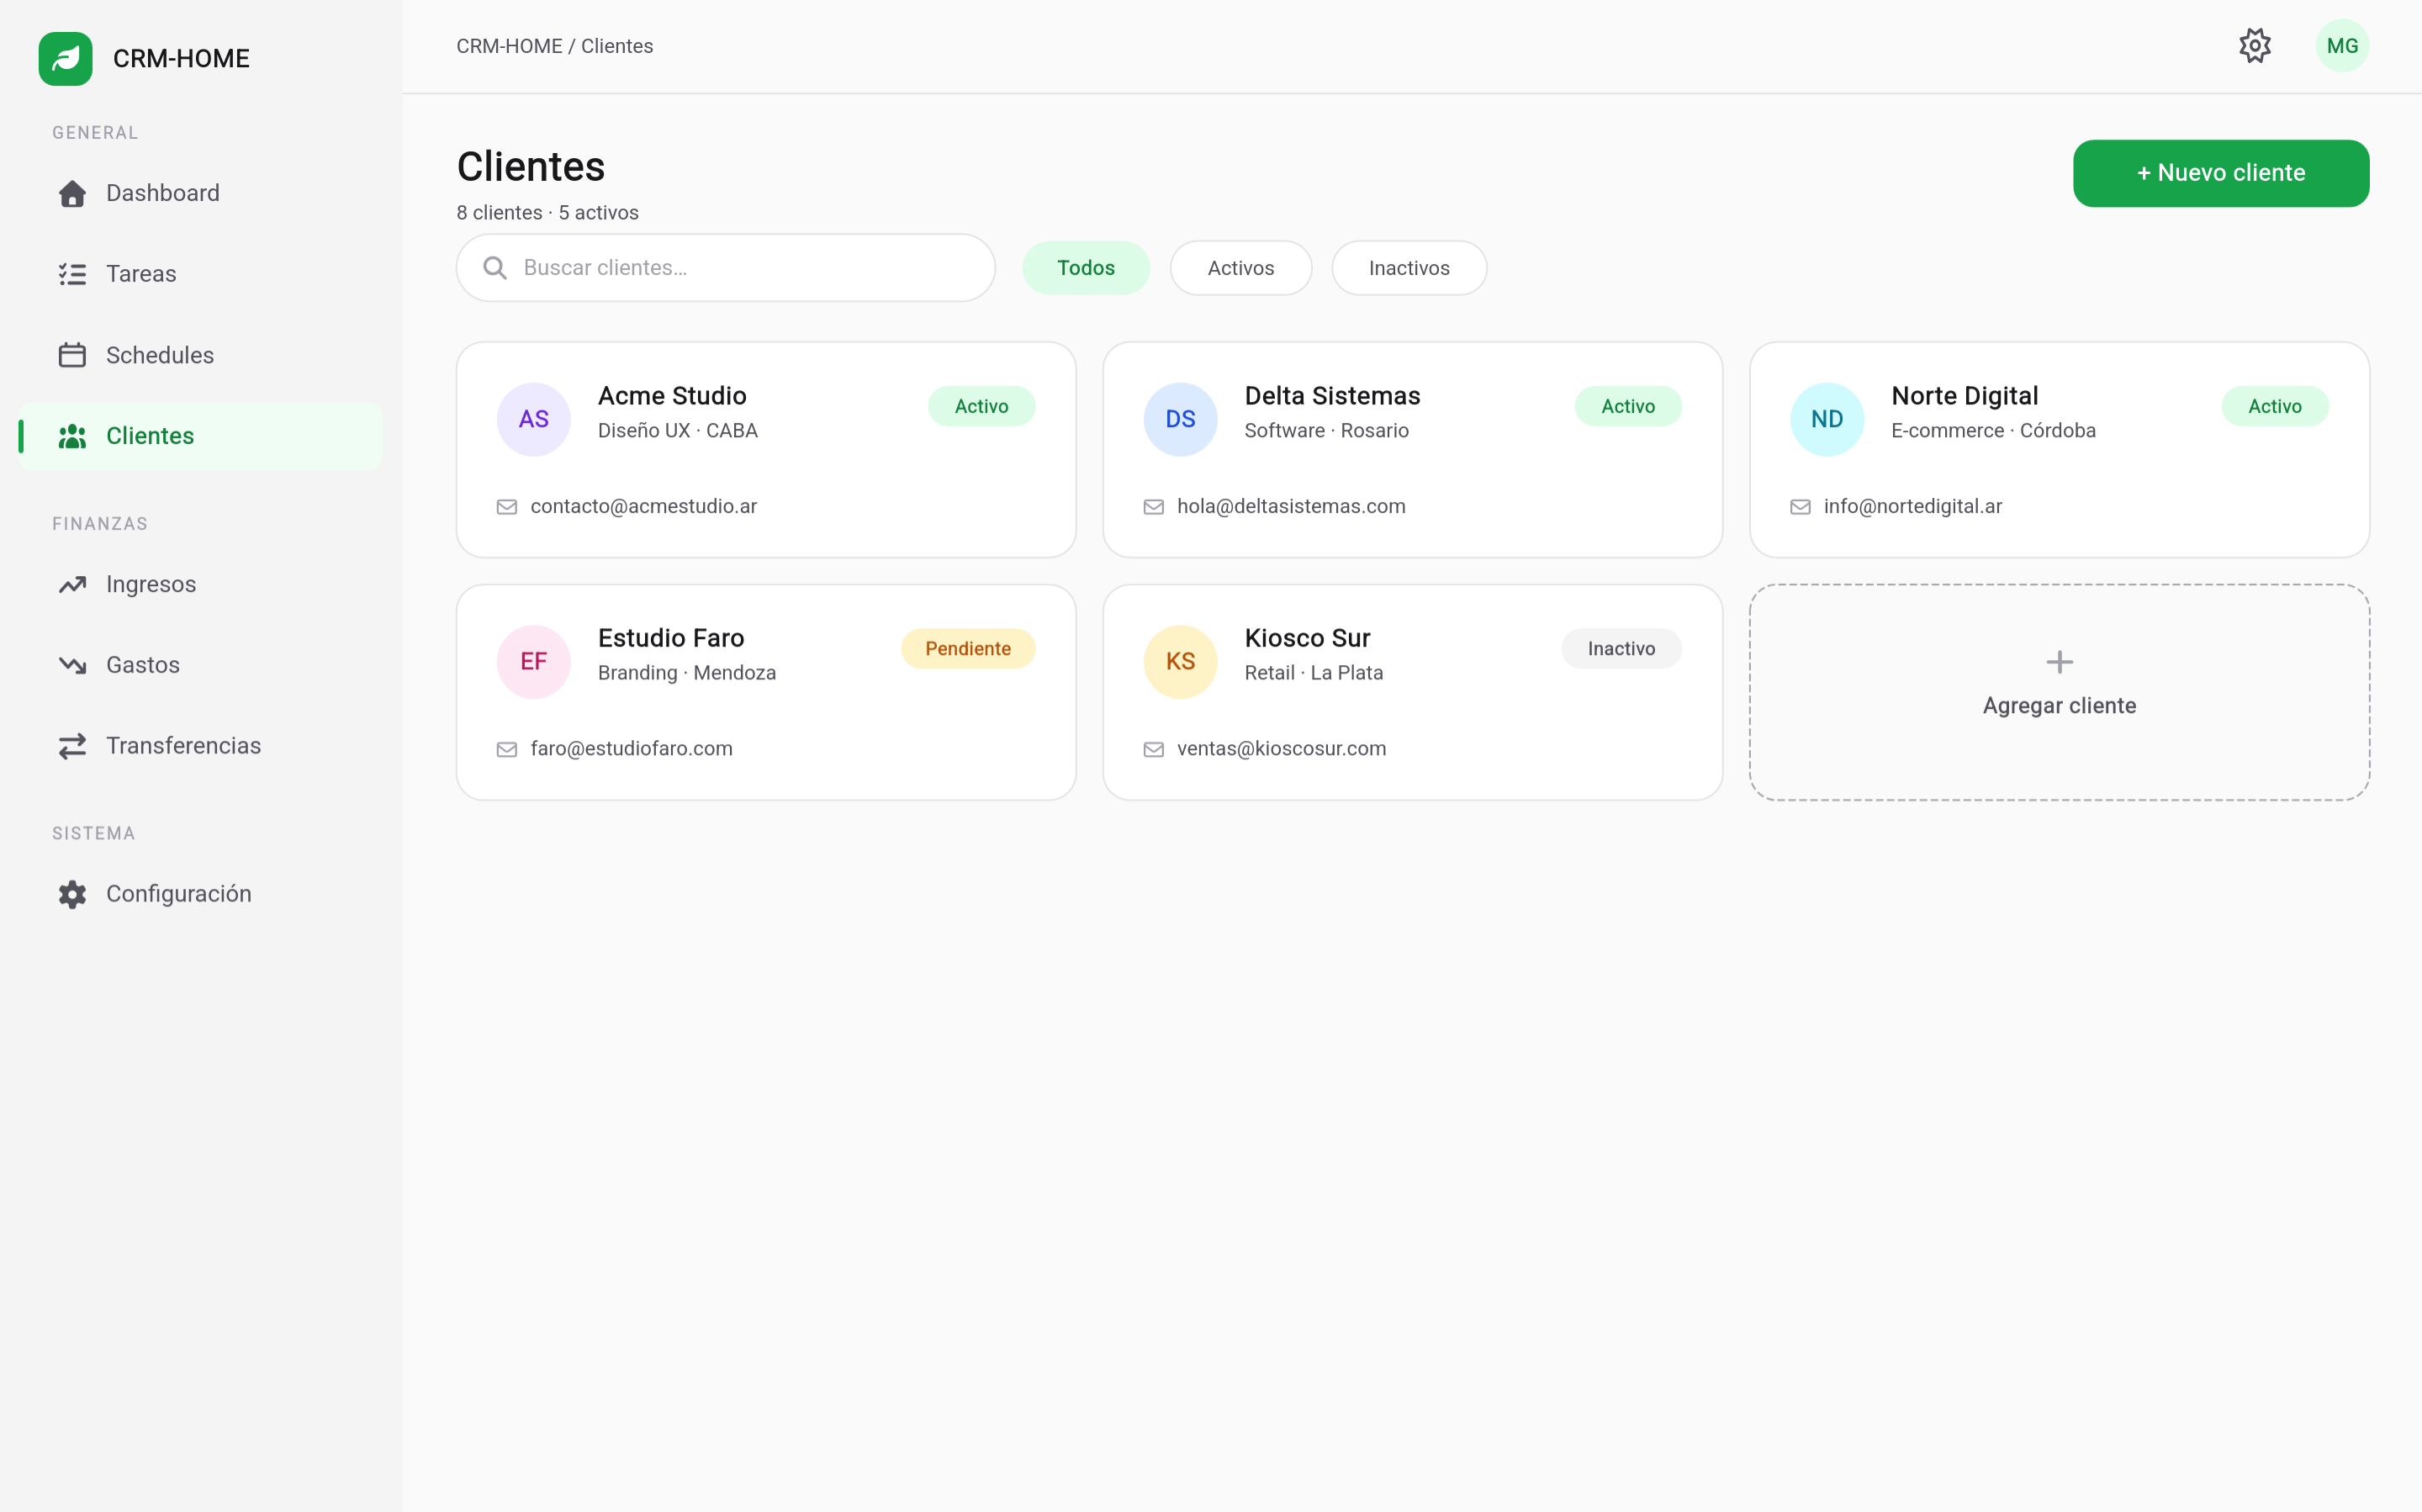 CRM-HOME
GENERAL
Dashboard
Tareas
Schedules
Clientes
FINANZAS
Ingresos
Gastos
Transferencias
SISTEMA
Configuración
CRM-HOME / Clientes
MG
Clientes
8 clientes · 5 activos
+ Nuevo cliente
Buscar clientes…
Todos
Activos
Inactivos
AS
Acme Studio
Diseño UX · CABA
Activo
contacto@acmestudio.ar
DS
Delta Sistemas
Software · Rosario
Activo
hola@deltasistemas.com
ND
Norte Digital
E-commerce · Córdoba
Activo
info@nortedigital.ar
EF
Estudio Faro
Branding · Mendoza
Pendiente
faro@estudiofaro.com
KS
Kiosco Sur
Retail · La Plata
Inactivo
ventas@kioscosur.com
Agregar cliente